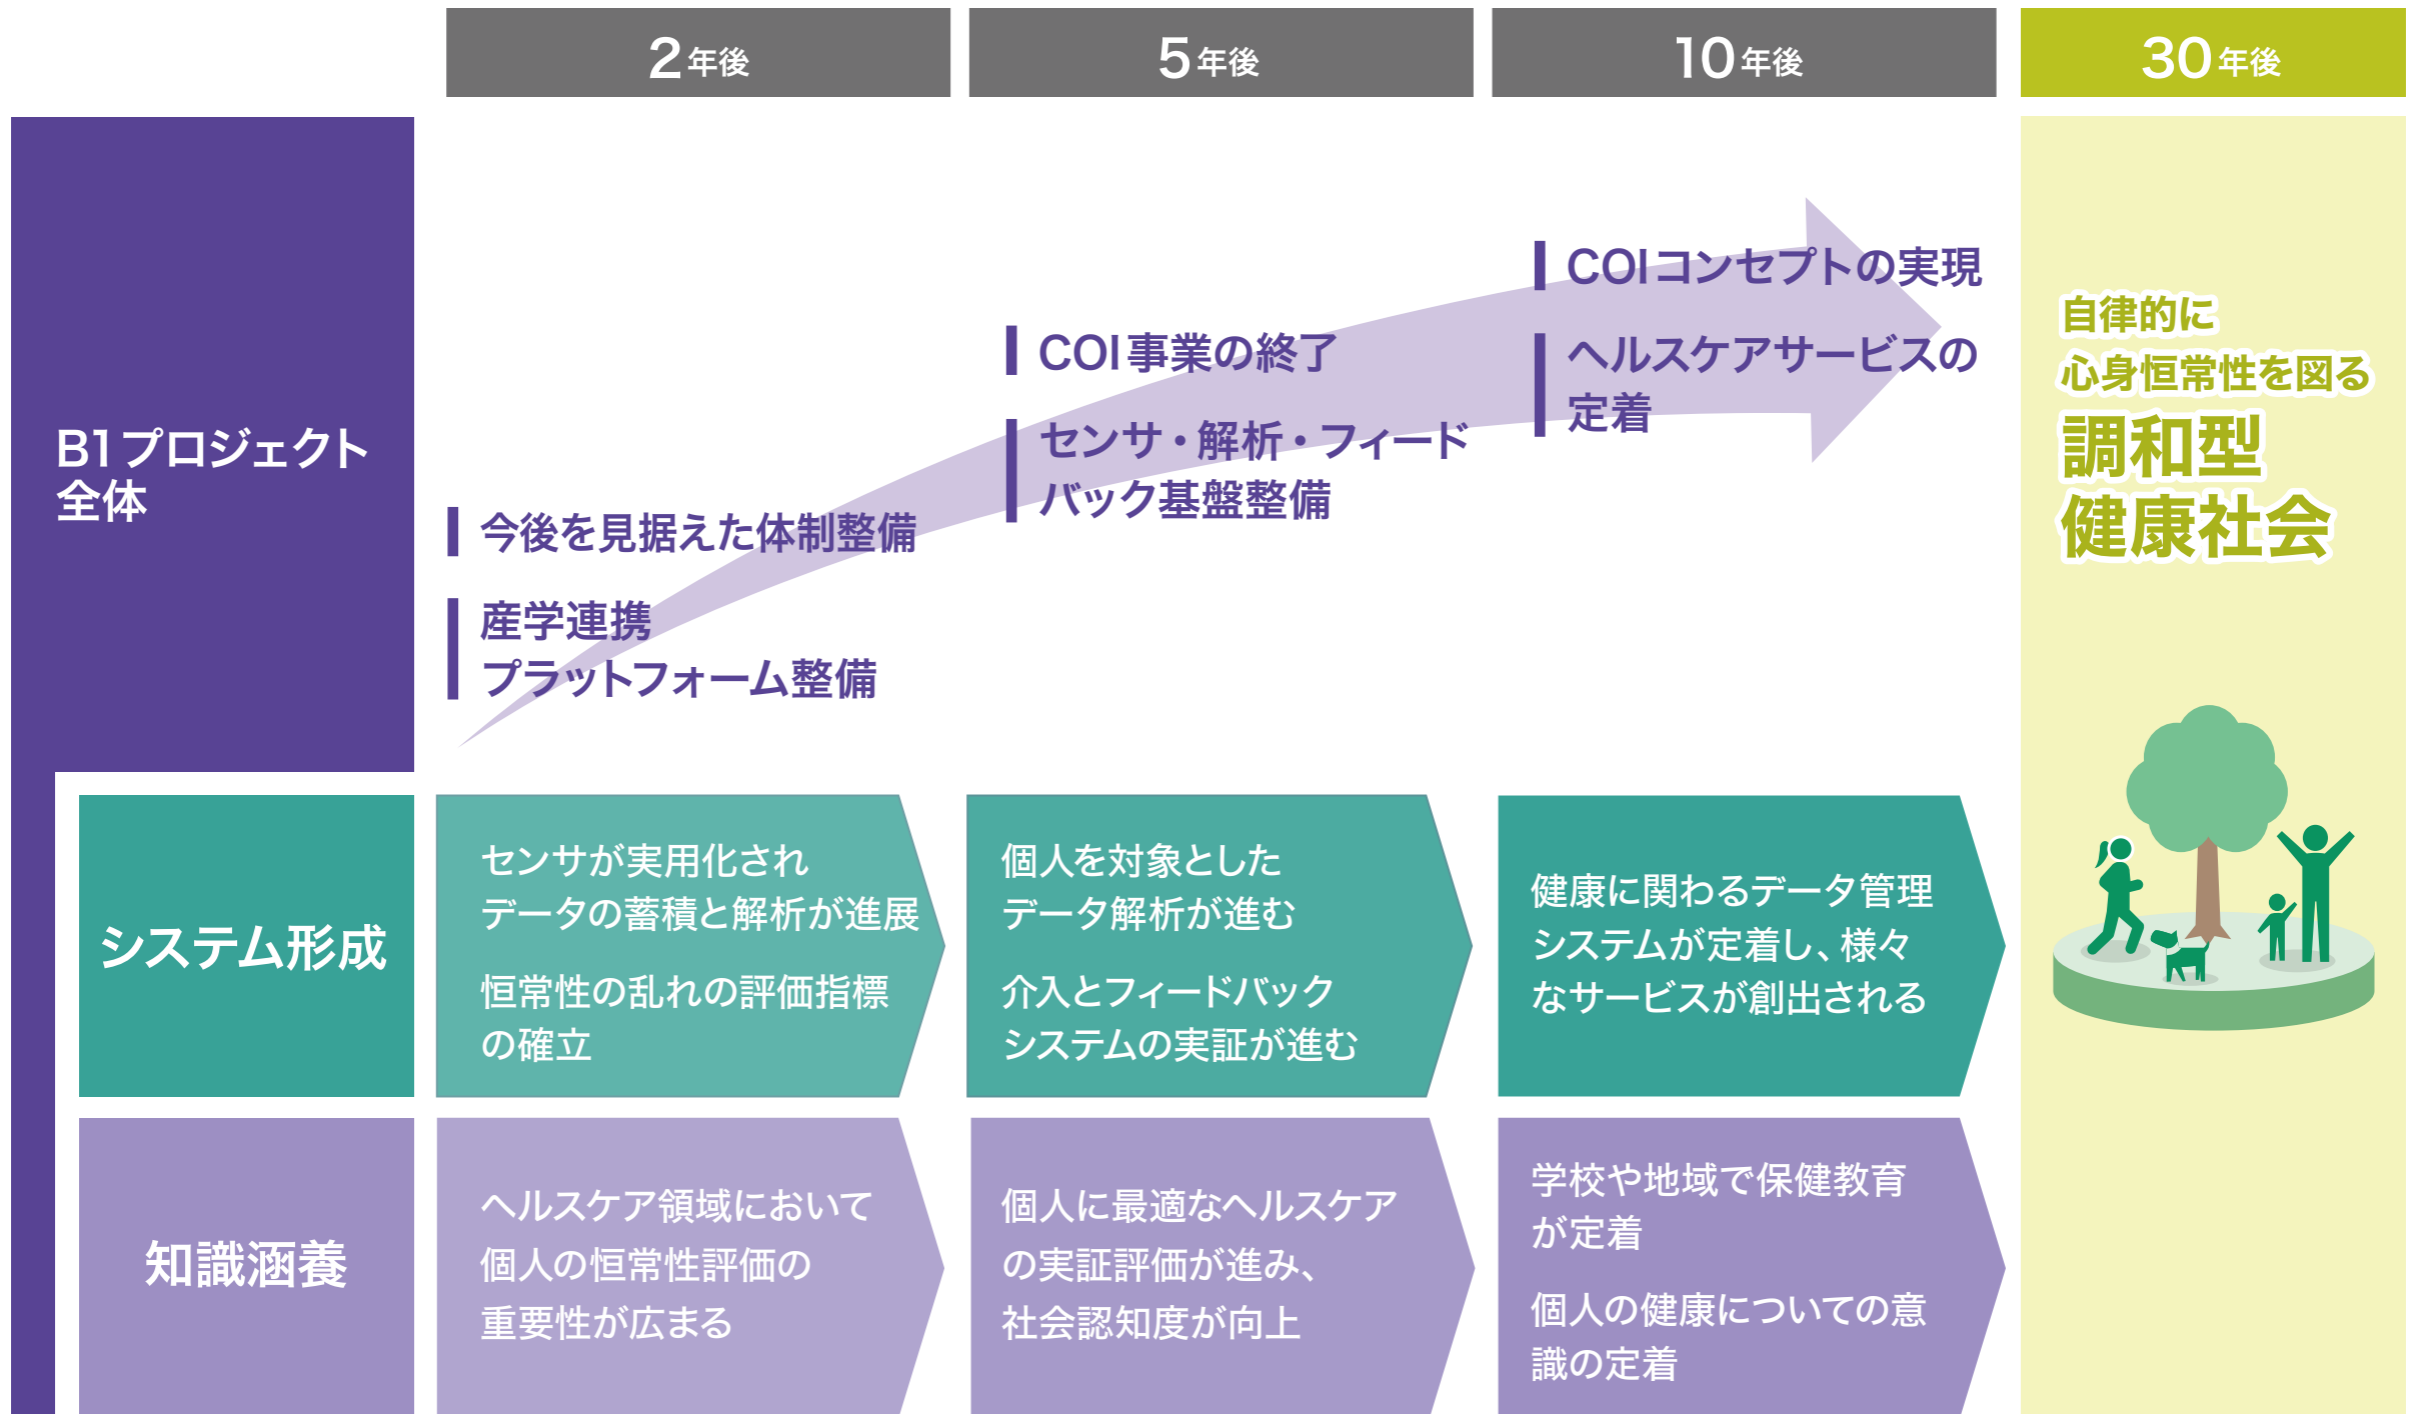 2年後
5年後
10年後
30年後
B1プロジェクト
全体
今後を見据えた体制整備
産学連携
プラットフォーム整備
COI事業の終了
センサ・解析・フィード
バック基盤整備
COIコンセプトの実現
ヘルスケアサービスの
定着
自律的に
心身恒常性を図る
調和型
健康社会
システム形成
センサが実用化され
データの蓄積と解析が進展
恒常性の乱れの評価指標
の確立
個人を対象とした
データ解析が進む
介入とフィードバック
システムの実証が進む
健康に関わるデータ管理
システムが定着し、様々
なサービスが創出される
知識涵養
ヘルスケア領域において
個人の恒常性評価の
重要性が広まる
個人に最適なヘルスケア
の実証評価が進み、
社会認知度が向上
学校や地域で保健教育
が定着
個人の健康についての意
識の定着